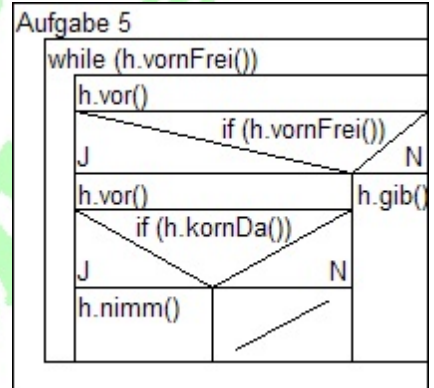 Aufgabe 5
while (h.vornFrei())
h.vor()
if (h.vornFrei())
J N
h.vor() h.gib()
if (h.kornDa())
J N
h.nimm()